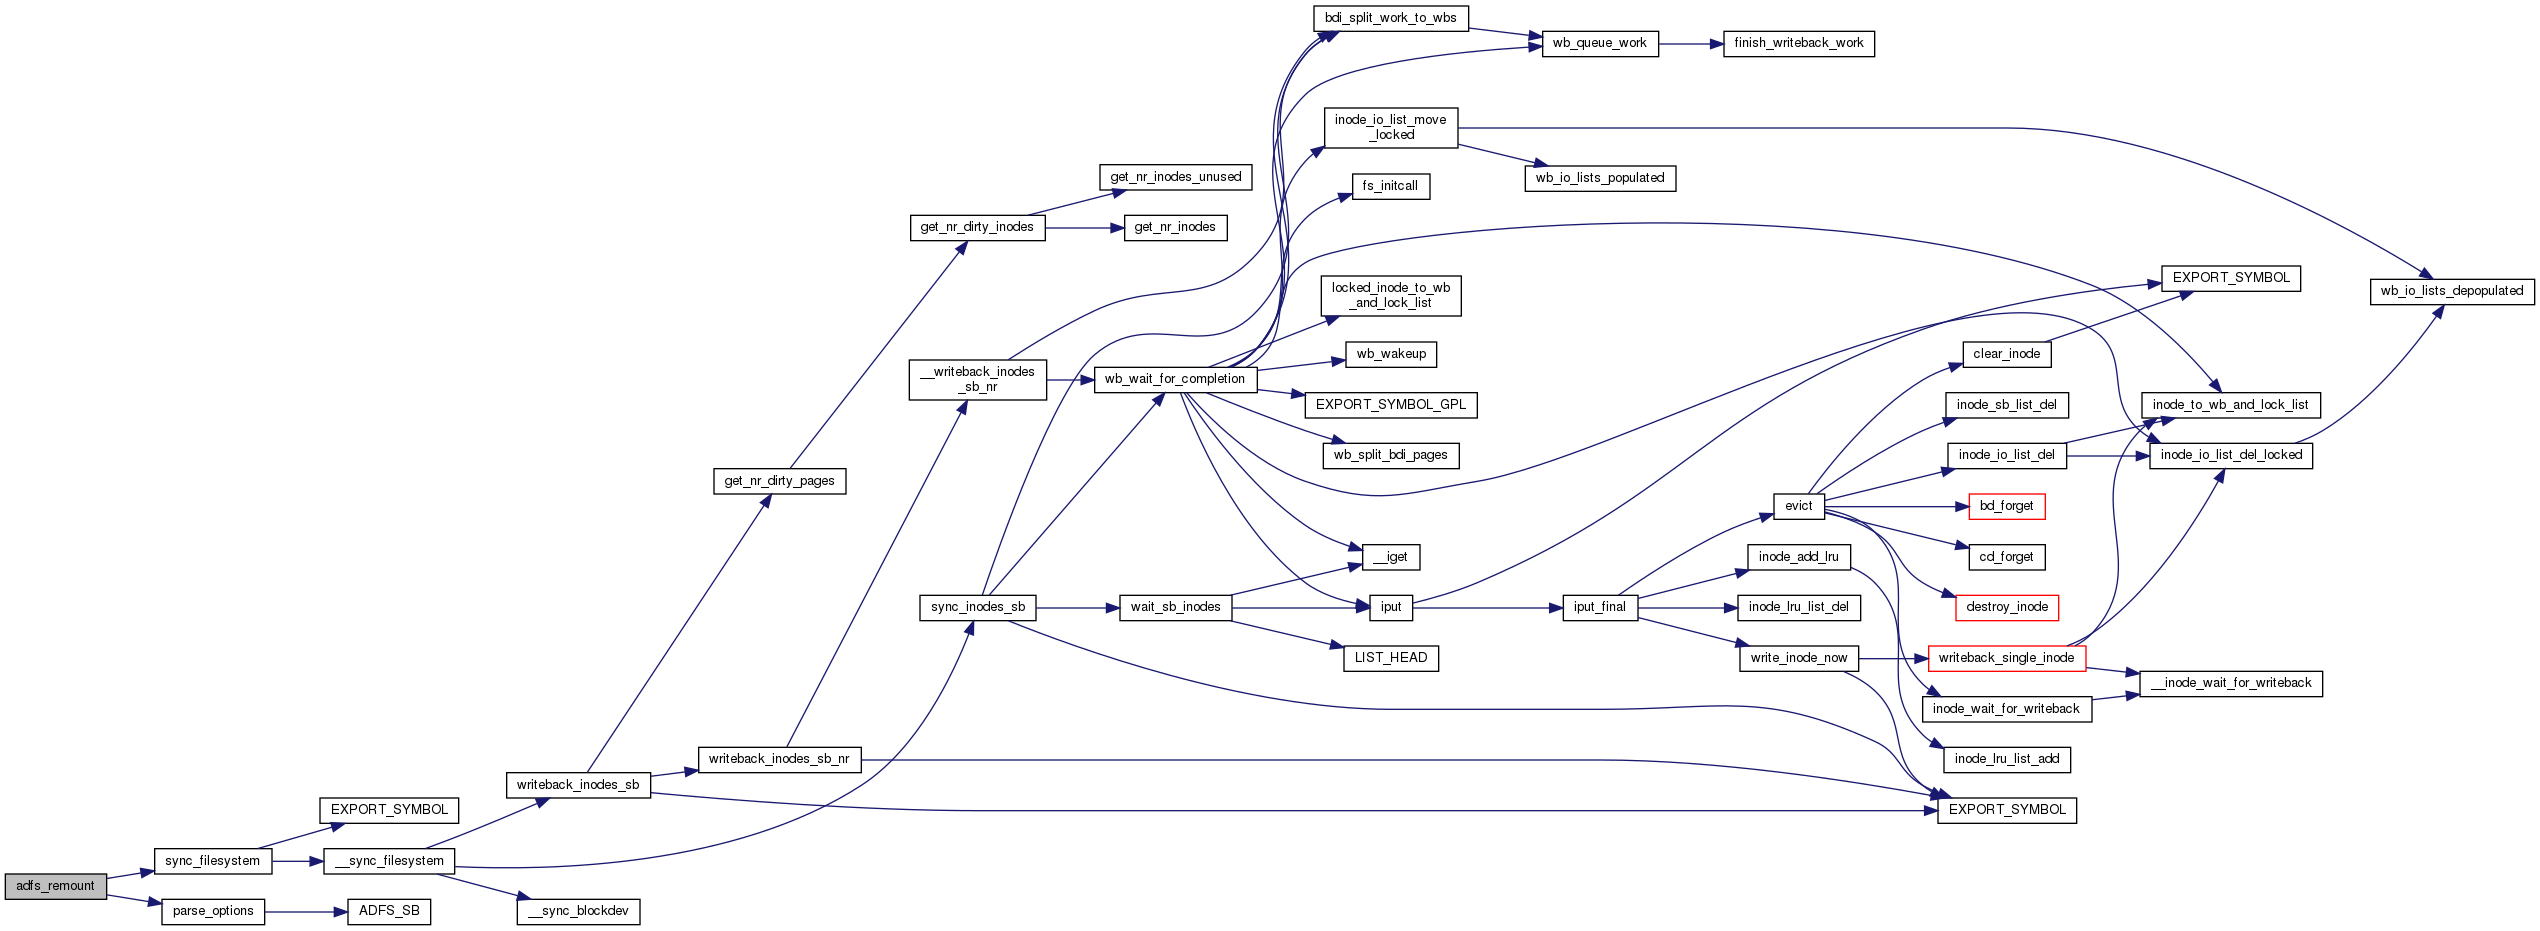 bdi_split_work_to_wbs
wb_queue_work
finish_writeback_work
inode_io_list_move
_locked
wb_io_lists_populated
get_nr_inodes_unused
fs_initcall
get_nr_dirty_inodes
get_nr_inodes
EXPORT_SYMBOL
locked_inode_to_wb
_and_lock_list
wb_io_lists_depopulated
wb_wakeup
clear_inode
__writeback_inodes
_sb_nr
wb_wait_for_completion
EXPORT_SYMBOL_GPL
inode_sb_list_del
inode_to_wb_and_lock_list
wb_split_bdi_pages
inode_io_list_del
inode_io_list_del_locked
get_nr_dirty_pages
evict
bd_forget
__iget
inode_add_lru
cd_forget
sync_inodes_sb
wait_sb_inodes
iput
iput_final
inode_lru_list_del
destroy_inode
LIST_HEAD
write_inode_now
writeback_single_inode
__inode_wait_for_writeback
inode_wait_for_writeback
writeback_inodes_sb_nr
inode_lru_list_add
writeback_inodes_sb
EXPORT_SYMBOL
EXPORT_SYMBOL
sync_filesystem
__sync_filesystem
adfs_remount
parse_options
ADFS_SB
__sync_blockdev